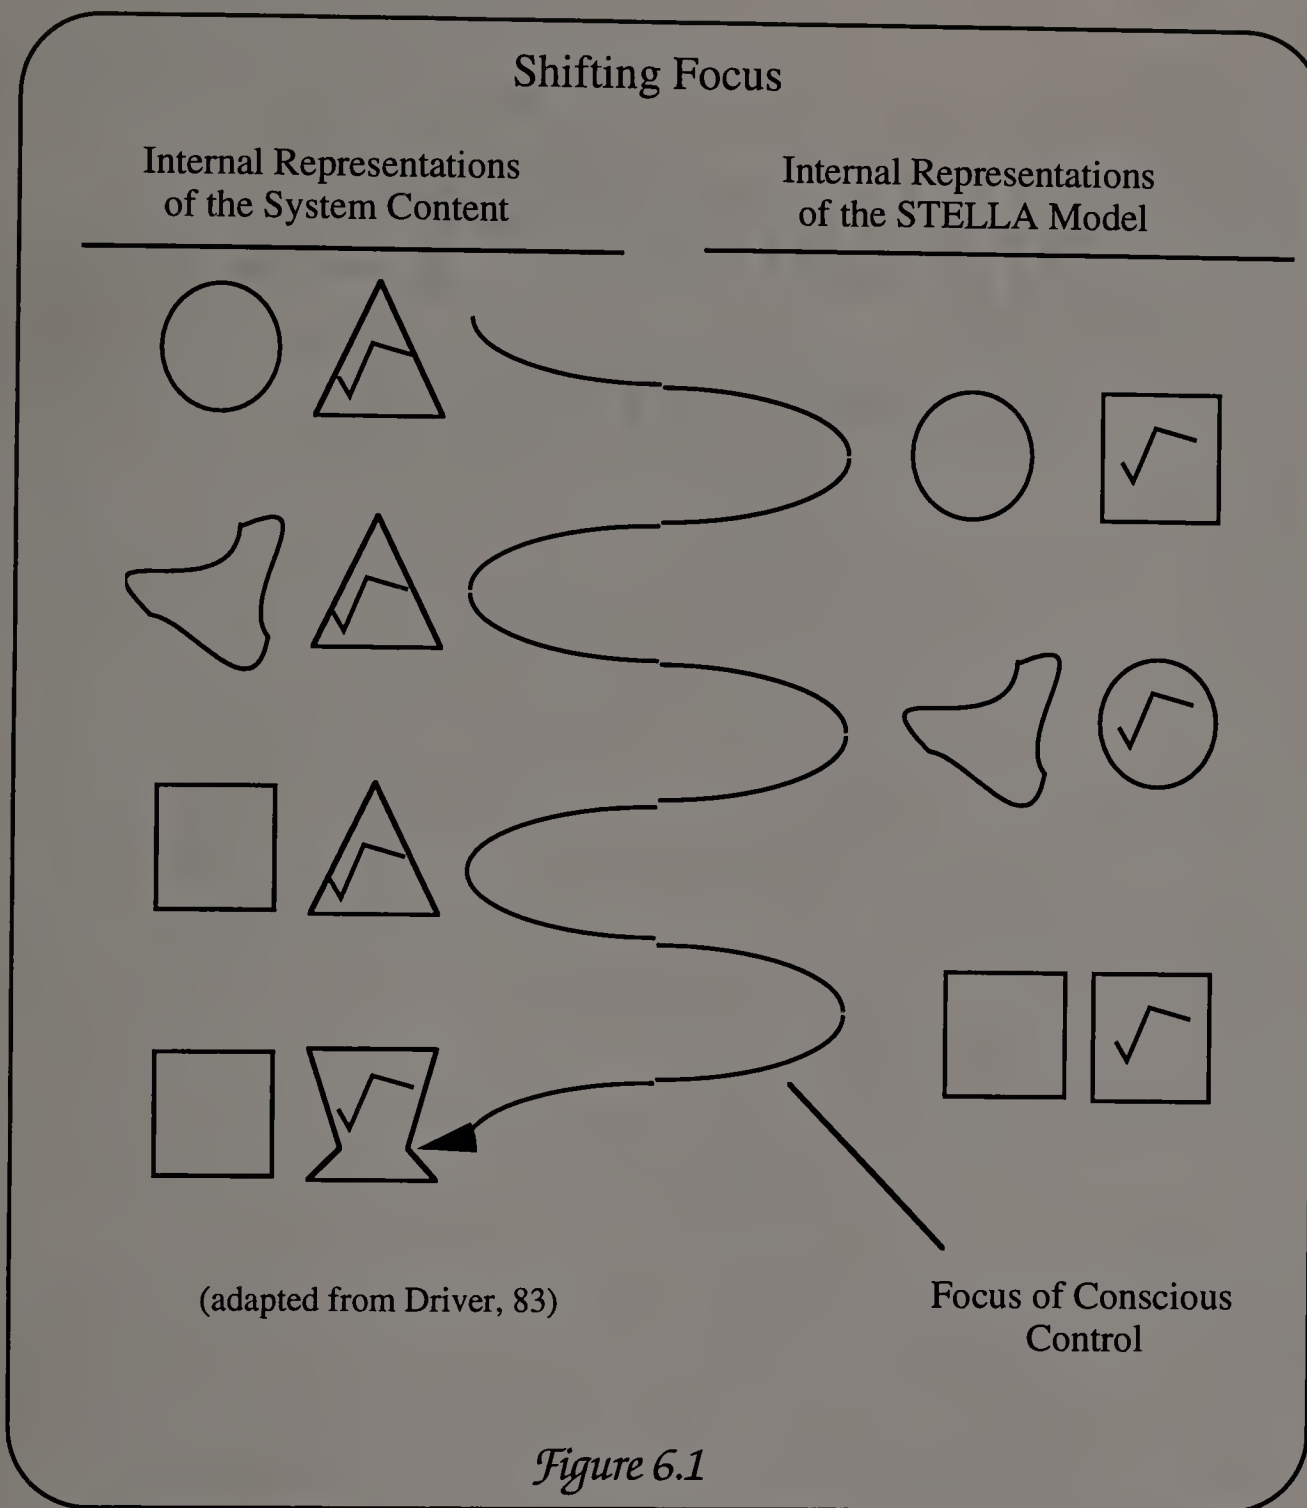 Shifting Focus
Internal Representations
of the System Content
Internal Representations
of the STELLA Model
(adapted from Driver, 83)
Focus of Conscious
Control
Figure 6.1